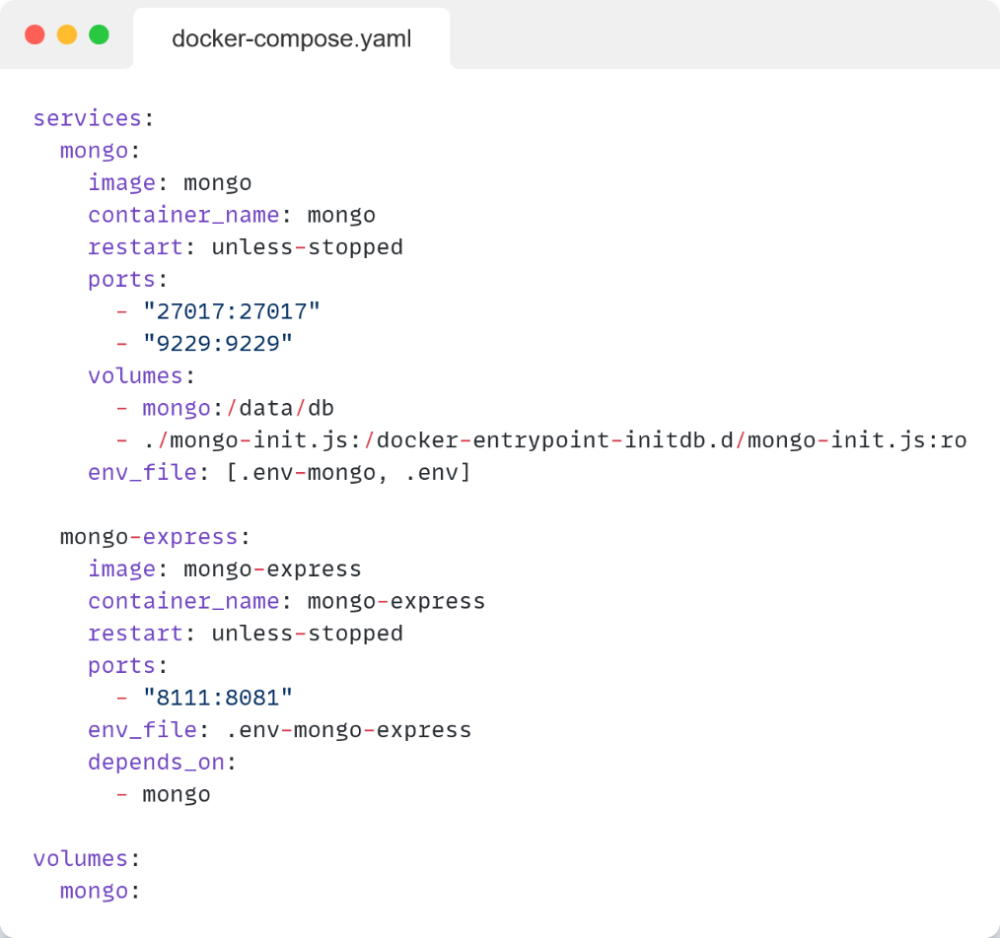 docker-compose.yaml
services:
  mongo:
    image: mongo
    container_name: mongo
    restart: unless-stopped
    ports:
      - "27017:27017"
      - "9229:9229"
    volumes:
      - mongo:/data/db
      - ./mongo-init.js:/docker-entrypoint-initdb.d/mongo-init.js:ro
    env_file: [.env-mongo, .env]

  mongo-express:
    image: mongo-express
    container_name: mongo-express
    restart: unless-stopped
    ports:
      - "8111:8081"
    env_file: .env-mongo-express
    depends_on:
      - mongo

volumes:
  mongo: